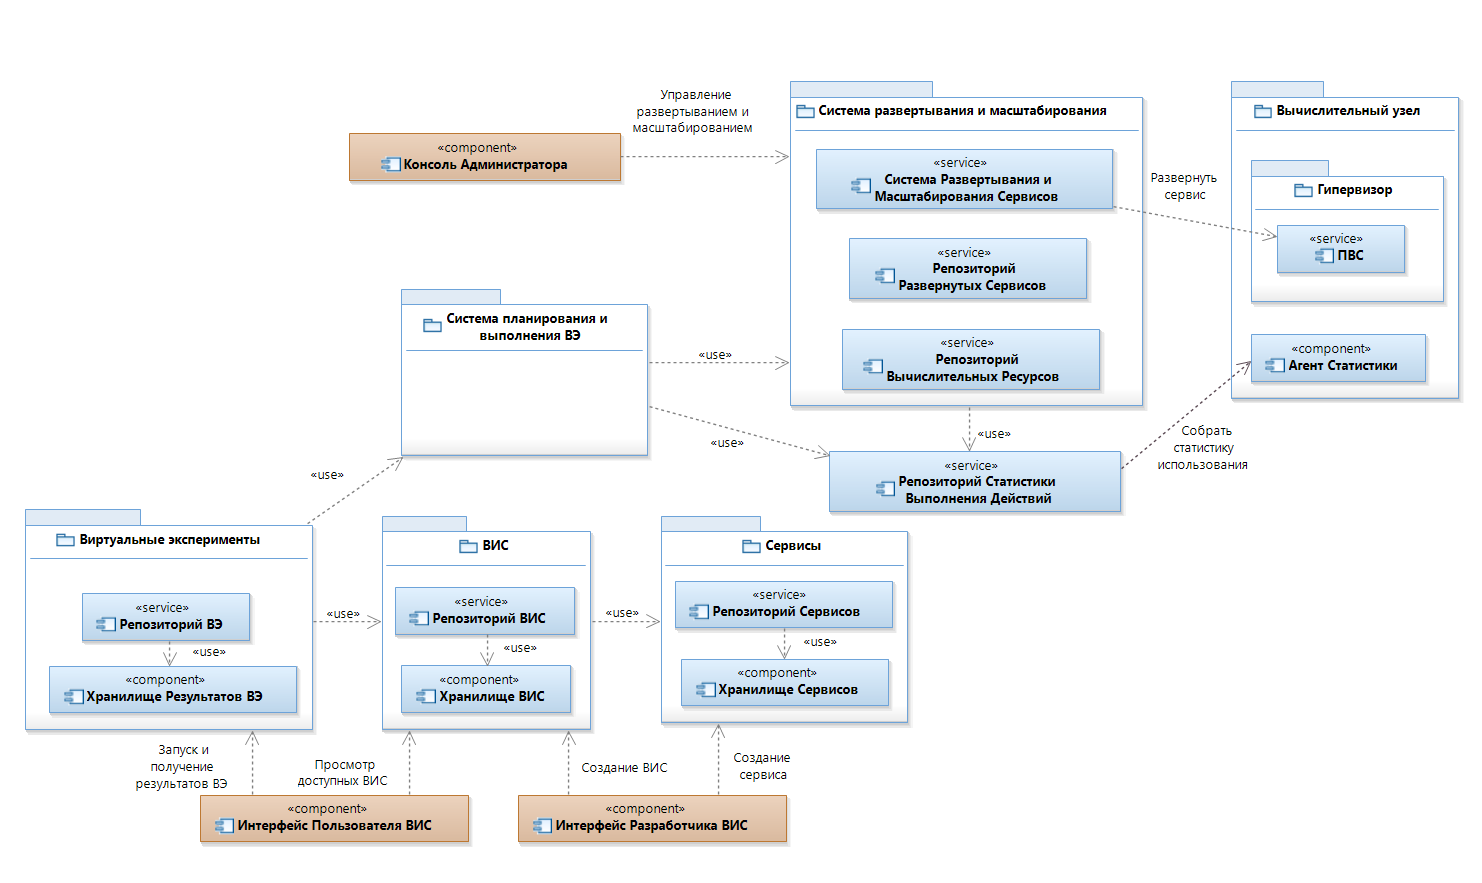 Управление
развертыванием и
масштабированием
«component»
Консоль Администратора
Система развертывания и масштабирования
«service»
Система Развертывания и
Масштабирования Сервисов
«service»
Репозиторий
Развернутых Сервисов
«service»
Репозиторий
Вычислительных Ресурсов
Развернуть
сервис
Вычислительный узел
Гипервизор
«service»
ПВС
«component»
Агент Статистики
Система планирования и
выполнения ВЭ
«use»
«use»
«use»
«use»
«service»
Репозиторий Статистики
Выполнения Действий
Собрать
статистику
использования
Виртуальные эксперименты
«service»
Репозиторий ВЭ
«use»
«component»
Хранилище Результатов ВЭ
«use»
ВИС
«service»
Репозиторий ВИС
«use»
«component»
Хранилище ВИС
«use»
Сервисы
«service»
Репозиторий Сервисов
«use»
«component»
Хранилище Сервисов
Запуск и
получение
результатов ВЭ
Просмотр
доступных ВИС
Создание ВИС
Создание
сервиса
«component»
Интерфейс Пользователя ВИС
«component»
Интерфейс Разработчика ВИС